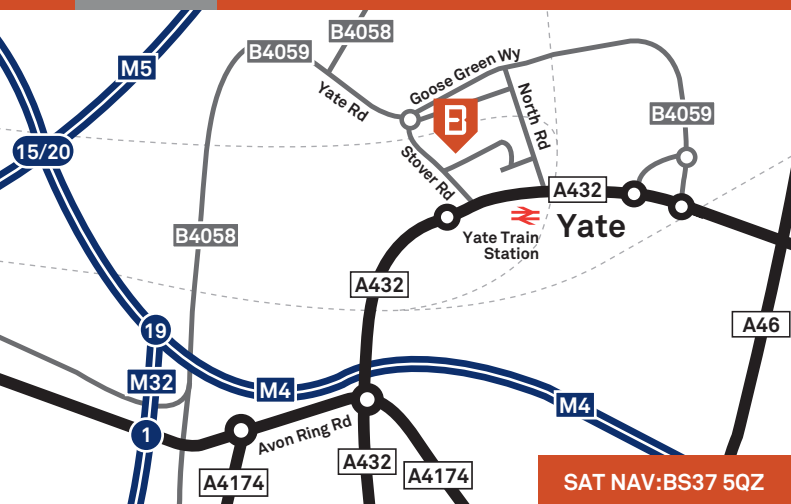 B4058
B4059
M5
Goose Green Wy
Yate Rd
North Rd
B
B4059
15/20
Stover Rd
A432
Yate
B4058
Yate Train
Station
A432
A46
19
M32
M4
M4
1
Avon Ring Rd
A432
A4174
A4174
SAT NAV:BS37 5QZ